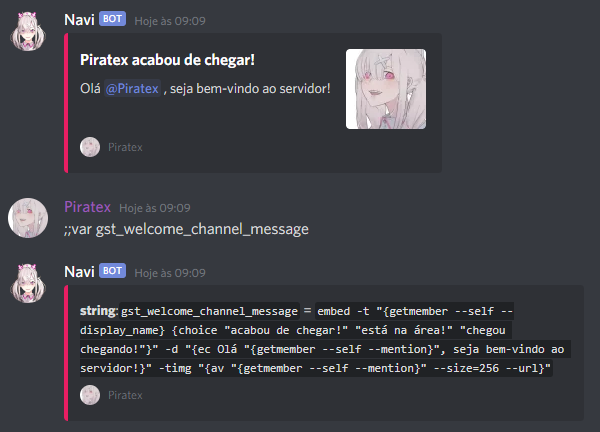 Navi BOT Hoje às 09:09
Piratex acabou de chegar!
Olá @Piratex , seja bem-vindo ao servidor!
Piratex
Piratex Hoje às 09:09
;;var gst_welcome_channel_message
Navi BOT Hoje às 09:09
string:gst_welcome_channel_message = embed -t "{getmember --self --
display_name} {choice "acabou de chegar!" "está na área!" "chegou
chegando!"}" -d "{ec Olá "{getmember --self --mention}", seja bem-vindo ao
servidor!}" -timg "{av "{getmember --self --mention}" --size=256 --url}"
Piratex